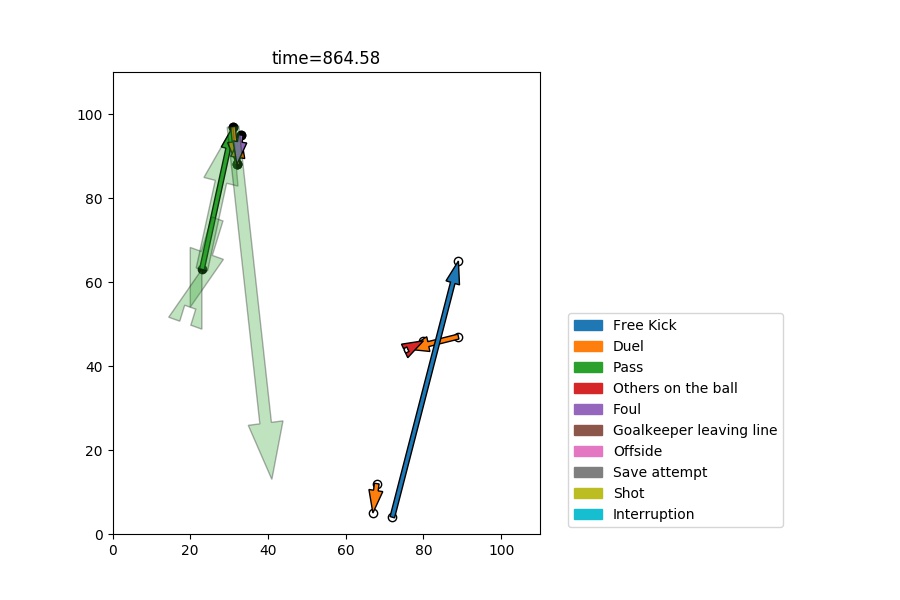 time=864.58
100
80
60
40
20
0
0 20 40 60 80 100
Free Kick
Duel
Pass
Others on the ball
Foul
Goalkeeper leaving line
Offside
Save attempt
Shot
Interruption